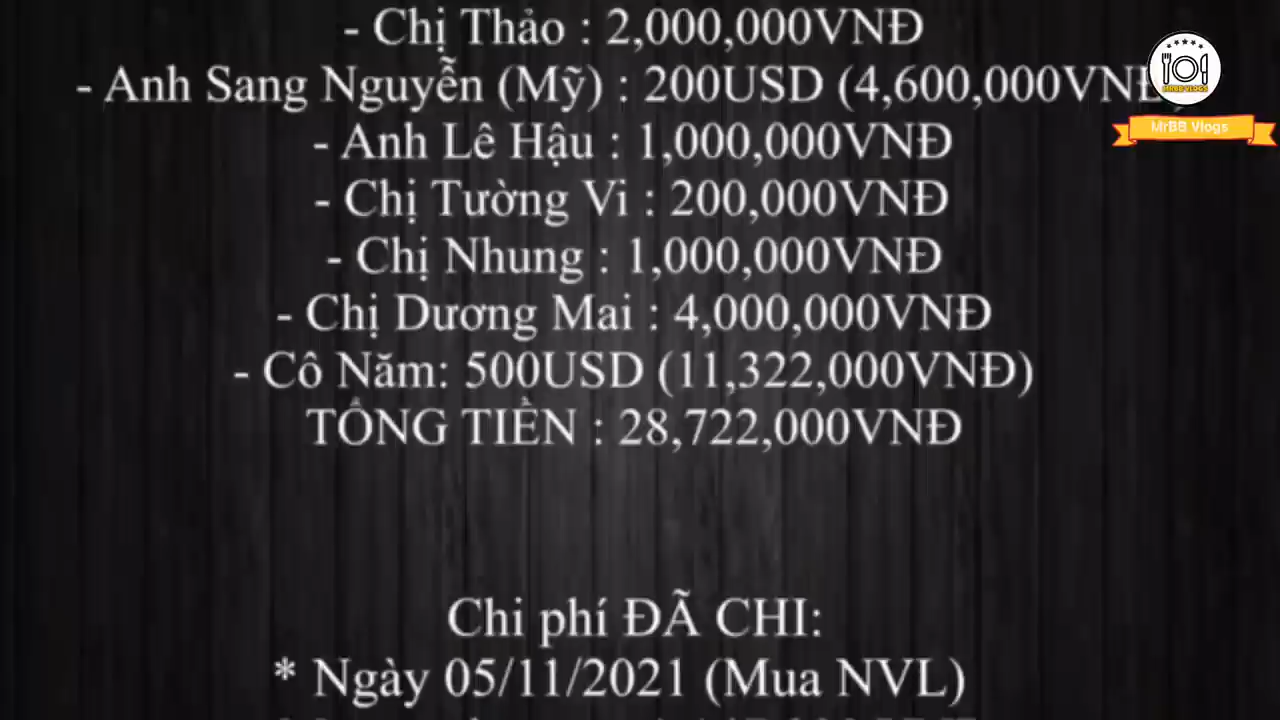 - Chị Thảo : 2,000,000VNĐ
- Anh Sang Nguyễn (Mỹ) : 200USD (4,600,000VNĐ)
- Anh Lê Hậu : 1,000,000VNĐ
- Chị Tường Vi : 200,000VNĐ
- Chị Nhung : 1,000,000VNĐ
- Chị Dương Mai : 4,000,000VNĐ
- Cô Năm: 500USD (11,322,000VNĐ)
TỔNG TIỀN : 28,722,000VNĐ
Chi phí ĐÃ CHI:
* Ngày 05/11/2021 (Mua NVL)
MRBB VLOGS
MrBB Vlogs